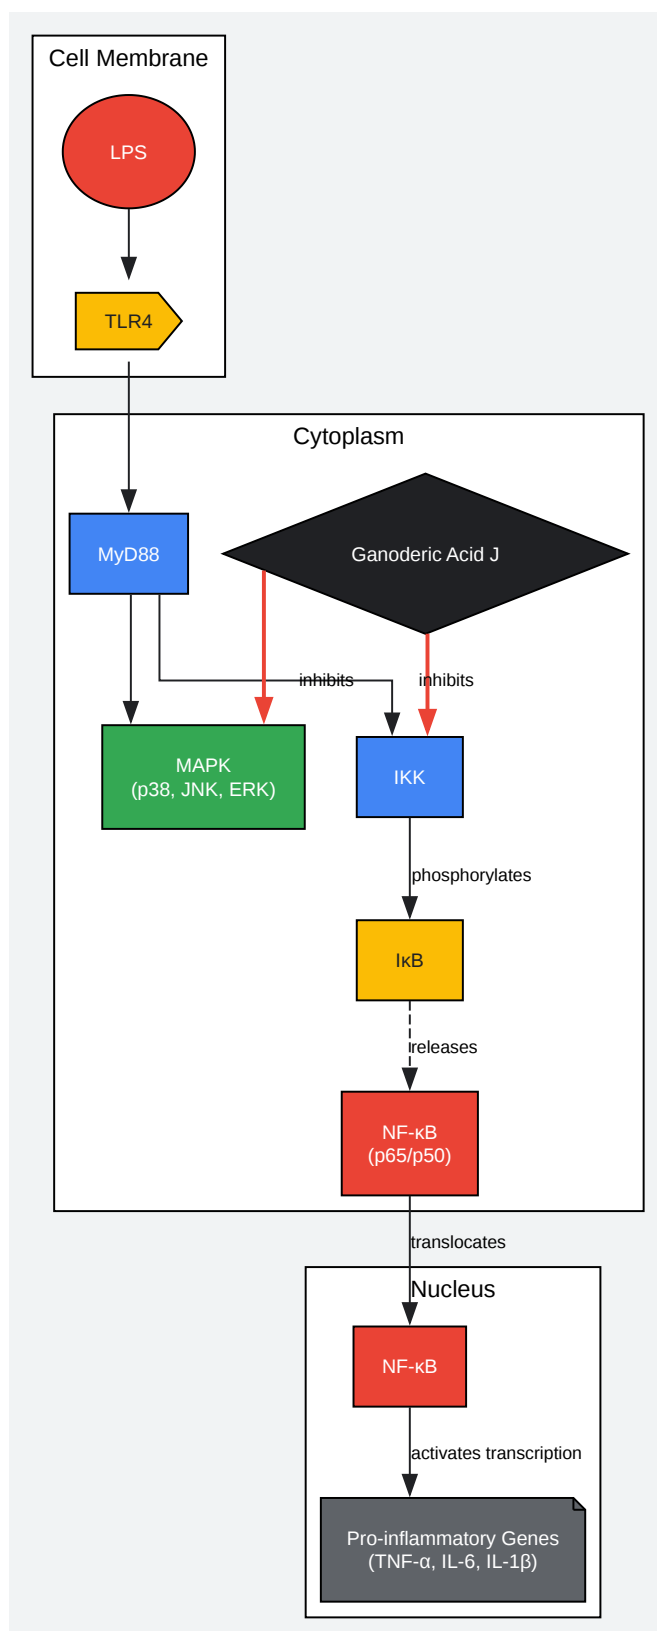 Cell Membrane
LPS
TLR4
Cytoplasm
MyD88
Ganoderic Acid J
inhibits
inhibits
MAPK
(p38, JNK, ERK)
IKK
phosphorylates
IκB
releases
NF-κB
(p65/p50)
translocates
Nucleus
NF-κB
activates transcription
Pro-inflammatory Genes
(TNF-α, IL-6, IL-1β)